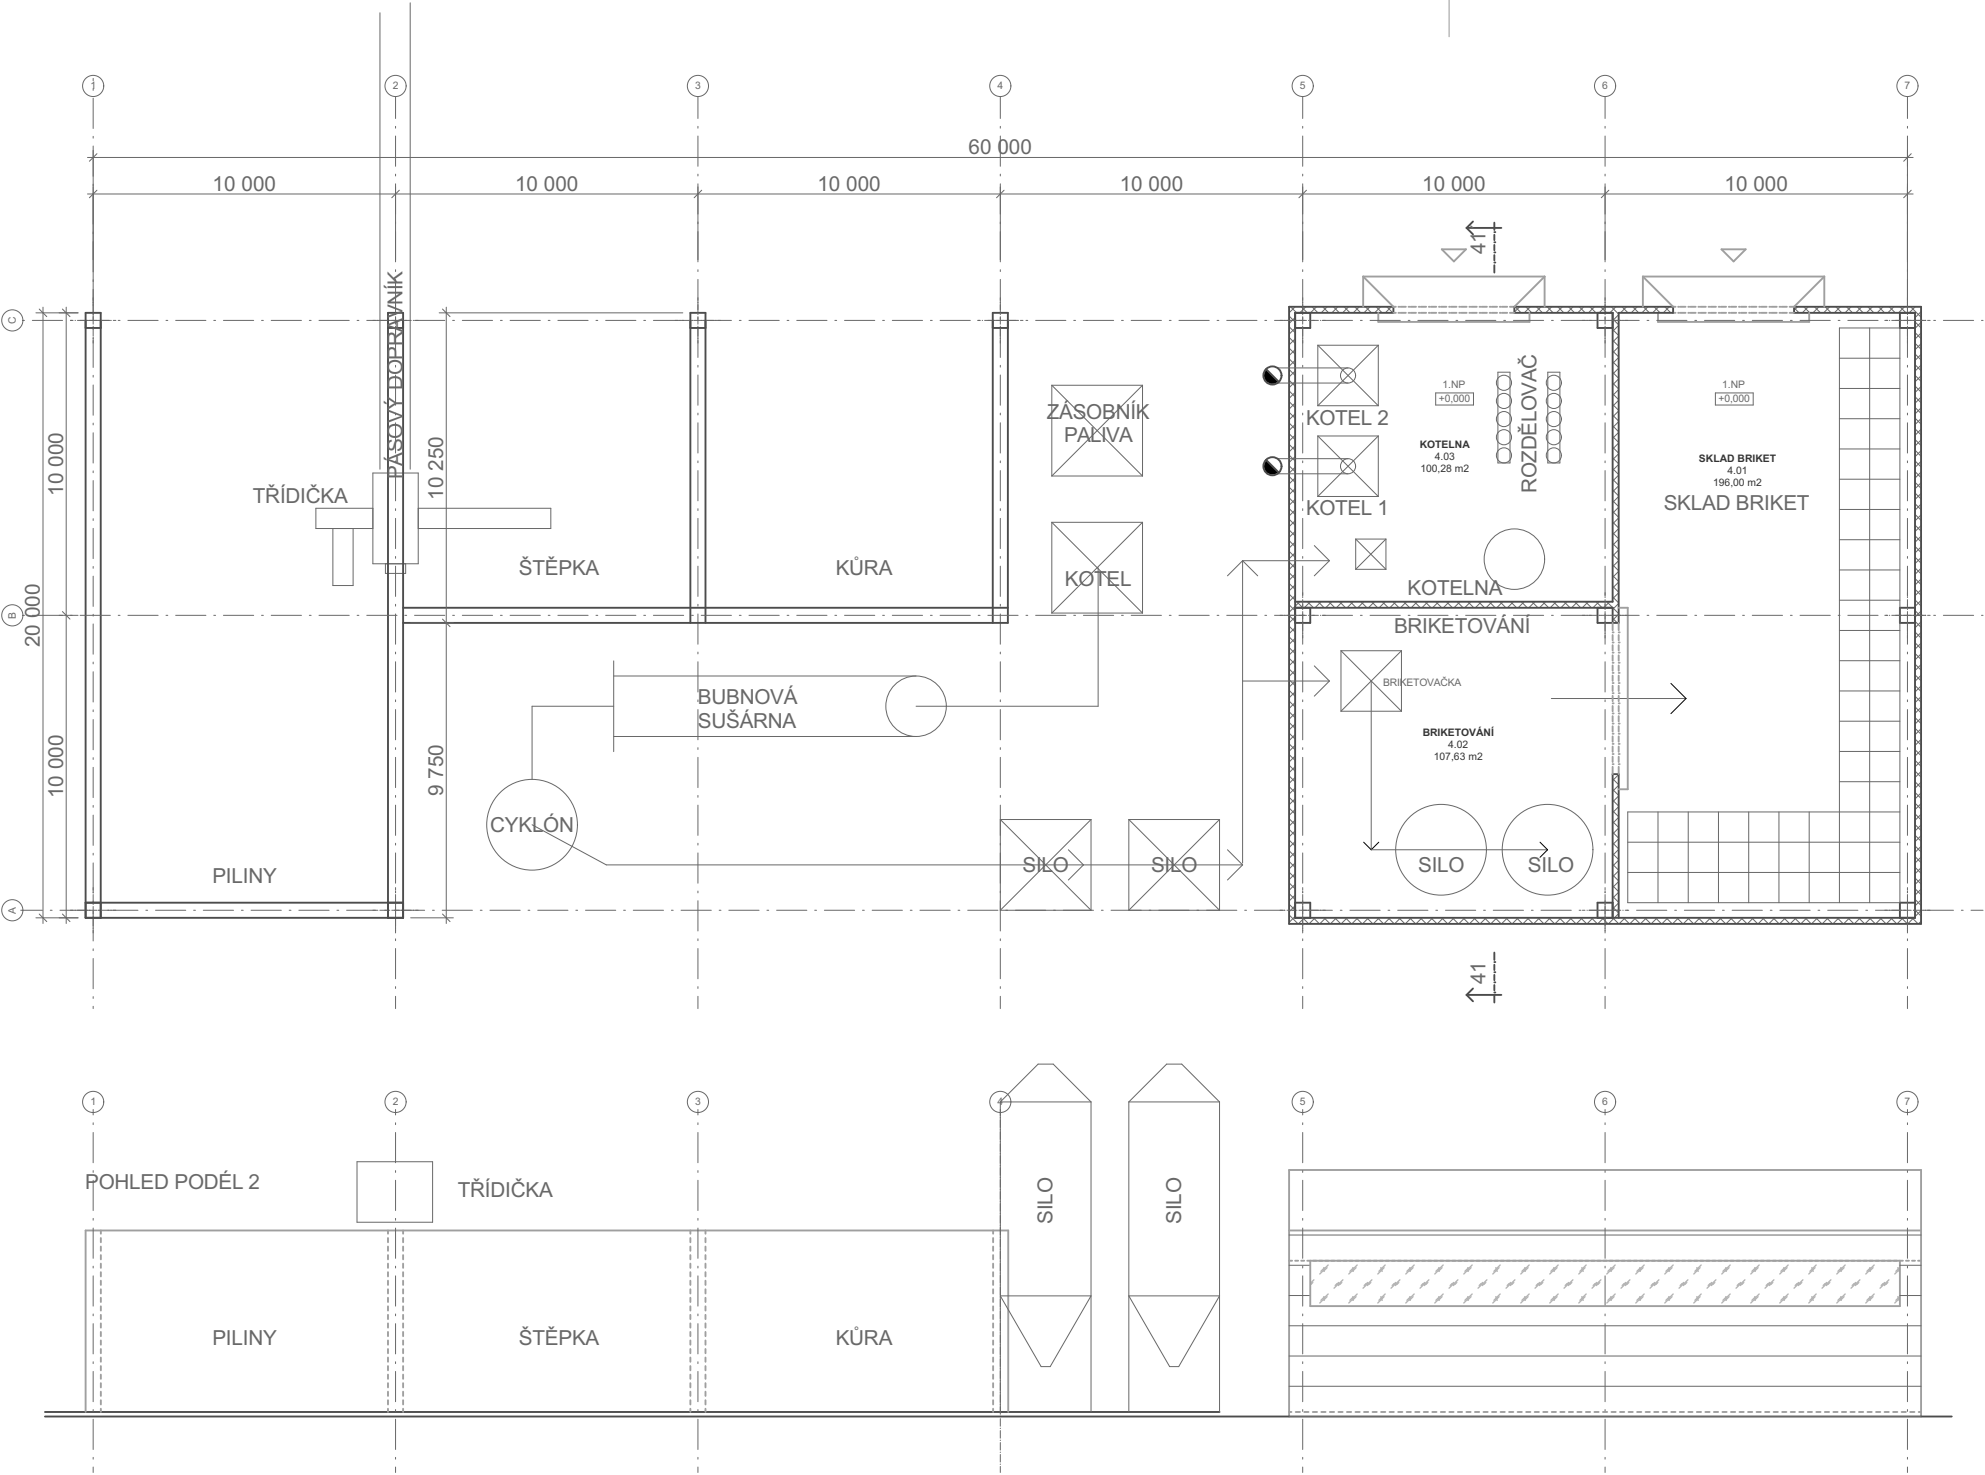 1
2
3
4
5
6
7
60 000
10 000
10 000
10 000
10 000
10 000
10 000
41
C
B
A
20 000
10 000
10 000
PÁSOVÝ DOPRAVNÍK
10 250
9 750
TŘÍDIČKA
ŠTĚPKA
KŮRA
PILINY
ZÁSOBNÍK
PALIVA
KOTEL
BUBNOVÁ
SUŠÁRNA
CYKLÓN
SILO
SILO
KOTEL 2
KOTEL 1
1.NP
+0,000
KOTELNA
4.03
100,28 m2
ROZDĚLOVAČ
KOTELNA
BRIKETOVÁNÍ
BRIKETOVAČKA
BRIKETOVÁNÍ
4.02
107,63 m2
SILO
SILO
1.NP
+0,000
SKLAD BRIKET
4.01
196,00 m2
SKLAD BRIKET
41
1
2
3
4
5
6
7
POHLED PODÉL 2
TŘÍDIČKA
SILO
SILO
PILINY
ŠTĚPKA
KŮRA